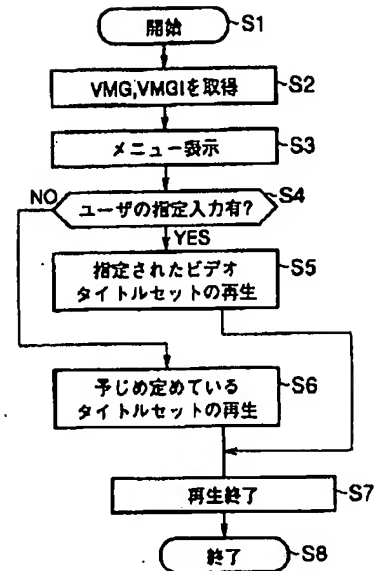 開始
S1
VMG,VMGIを取得
S2
メニュー表示
S3
NO
ユーザの指定入力有?
S4
YES
指定されたビデオ
タイトルセットの再生
S5
予じめ定めている
タイトルセットの再生
S6
再生終了
S7
終了
S8